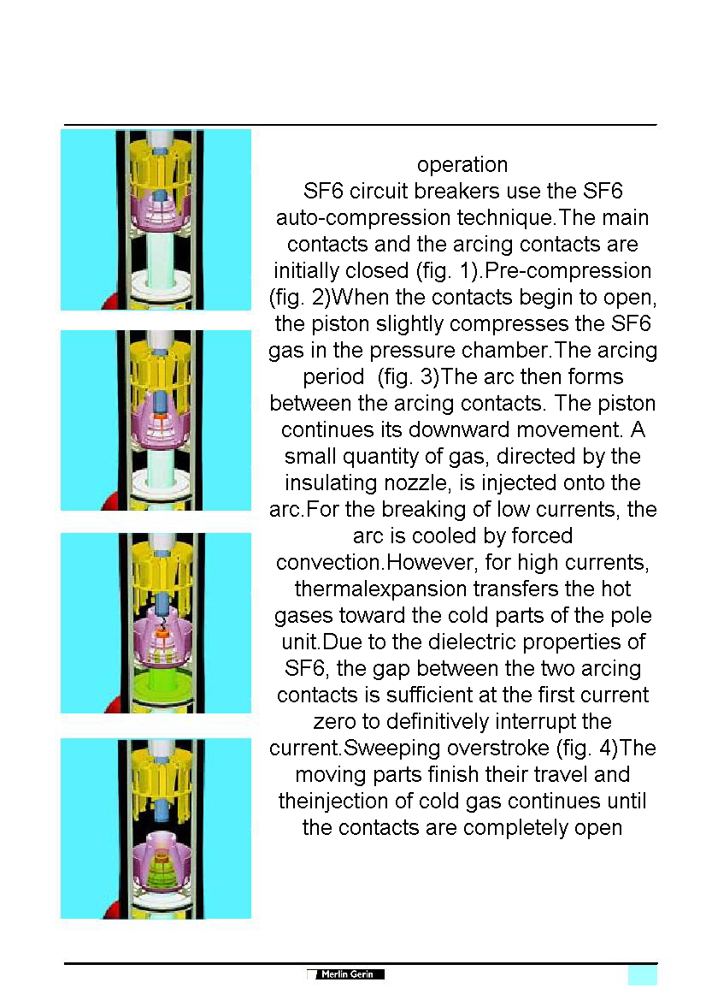 operation
SF6 circuit breakers use the SF6
auto-compression technique.The main
contacts and the arcing contacts are
initially closed (fig. 1).Pre-compression
(fig. 2)When the contacts begin to open,
the piston slightly compresses the SF6
gas in the pressure chamber.The arcing
period  (fig. 3)The arc then forms
between the arcing contacts. The piston
continues its downward movement. A
small quantity of gas, directed by the
insulating nozzle, is injected onto the
arc.For the breaking of low currents, the
arc is cooled by forced
convection.However, for high currents,
thermalexpansion transfers the hot
gases toward the cold parts of the pole
unit.Due to the dielectric properties of
SF6, the gap between the two arcing
contacts is sufficient at the first current
zero to definitively interrupt the
current.Sweeping overstroke (fig. 4)The
moving parts finish their travel and
theinjection of cold gas continues until
the contacts are completely open
Merlin Gerin